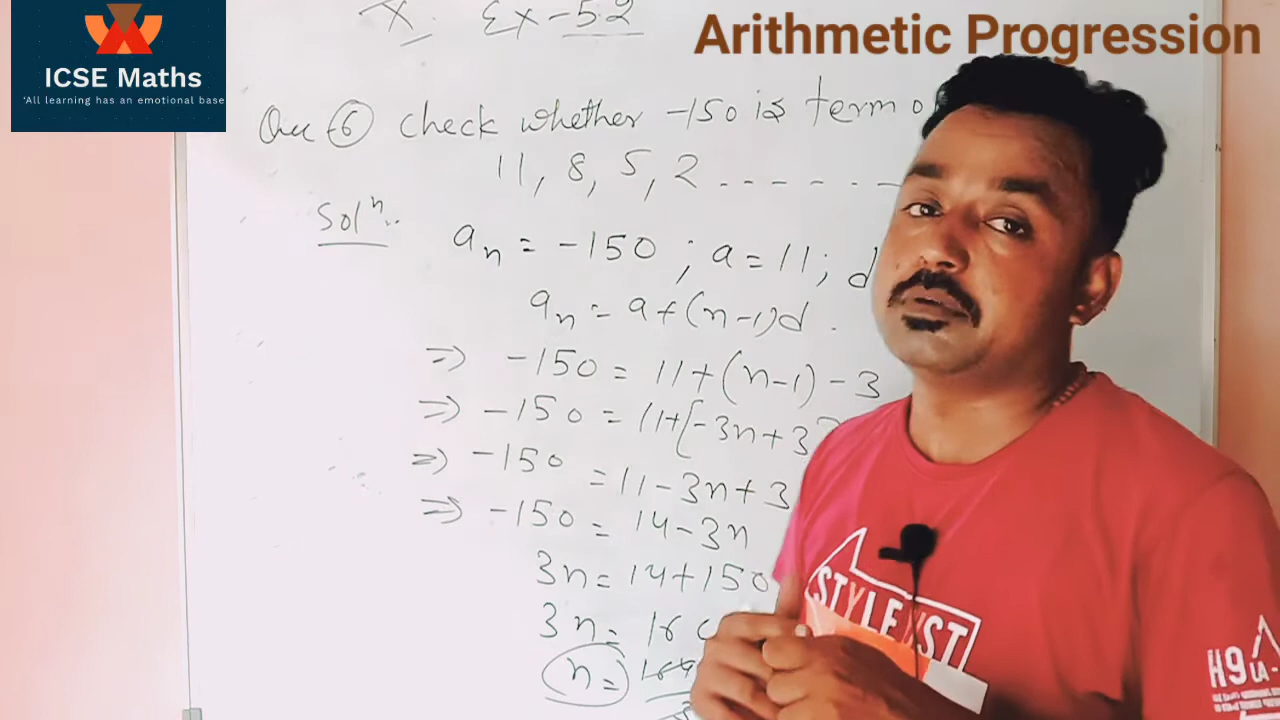 ICSE Maths
'All learning has an emotional base
Arithmetic Progression
X. Ex-5.2
Que-6 check whether -150 is term
11, 8, 5, 2 . - - - - . . -
Solⁿ..
aₙ = -150 ; a = 11 ; d
aₙ = a + (n-1)d .
⇒ -150 = 11 + (n-1) - 3
⇒ -150 = 11 + [-3n + 3
⇒ -150 = 11 - 3n + 3
⇒ -150 = 14 - 3n
3n = 14 + 150
3n =
n =
STYLE
H9